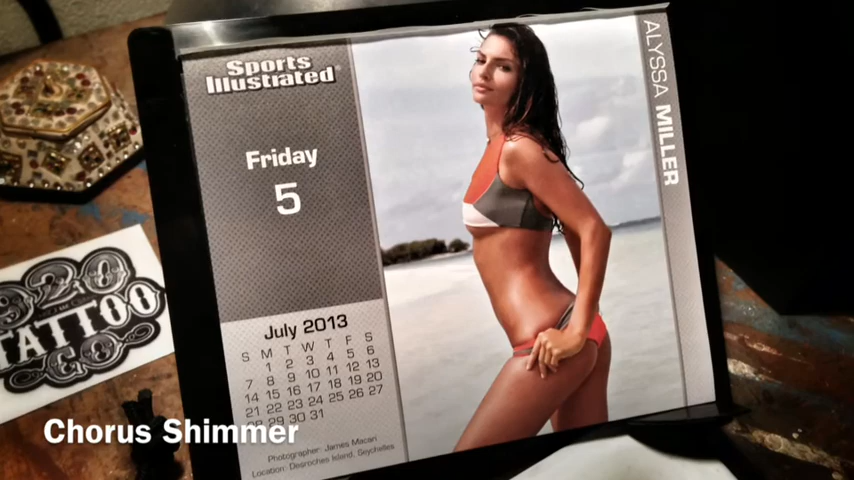 Sports
Illustrated®
Friday
5
July 2013
S M T W T F S
1 2 3 4 5 6
7 8 9 10 11 12 13
14 15 16 17 18 19 20
21 22 23 24 25 26 27
28 29 30 31
Photographer: James Macari
Location: Desroches Island, Seychelles
ALYSSA MILLER
920
TATTOO
CO
Chorus Shimmer